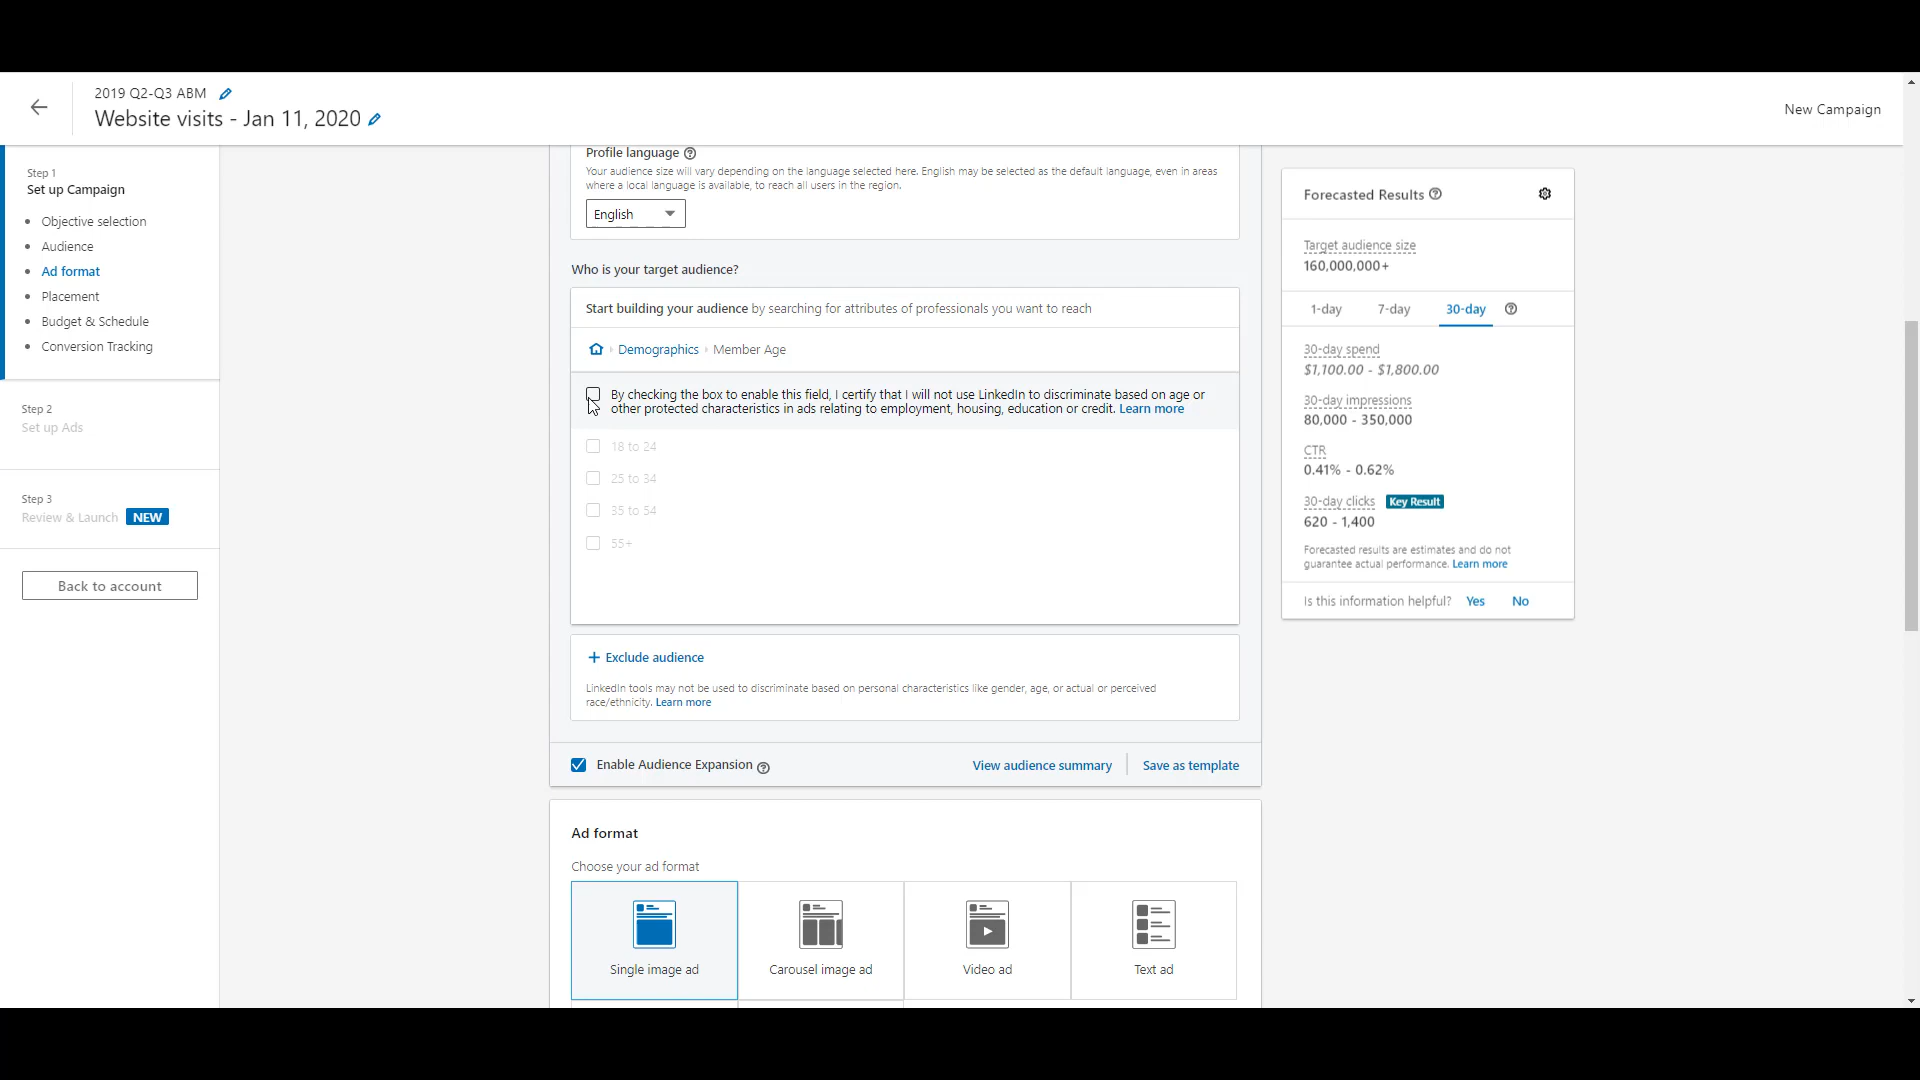 2019 Q2-Q3 ABM
Website visits - Jan 11, 2020
New Campaign
Step 1
Set up Campaign
Objective selection
Audience
Ad format
Placement
Budget & Schedule
Conversion Tracking
Step 2
Set up Ads
Step 3
Review & Launch NEW
Back to account
Profile language
Your audience size will vary depending on the language selected here. English may be selected as the default language, even in areas
where a local language is available, to reach all users in the region.
English
Who is your target audience?
Start building your audience by searching for attributes of professionals you want to reach
Demographics › Member Age
By checking the box to enable this field, I certify that I will not use LinkedIn to discriminate based on age or
other protected characteristics in ads relating to employment, housing, education or credit. Learn more
18 to 24
25 to 34
35 to 54
55+
+ Exclude audience
LinkedIn tools may not be used to discriminate based on personal characteristics like gender, age, or actual or perceived
race/ethnicity. Learn more
Enable Audience Expansion
View audience summary
Save as template
Ad format
Choose your ad format
Single image ad
Carousel image ad
Video ad
Text ad
Forecasted Results
Target audience size
160,000,000+
1-day 7-day 30-day
30-day spend
$1,100.00 - $1,800.00
30-day impressions
80,000 - 350,000
CTR
0.41% - 0.62%
30-day clicks Key Result
620 - 1,400
Forecasted results are estimates and do not
guarantee actual performance. Learn more
Is this information helpful? Yes No